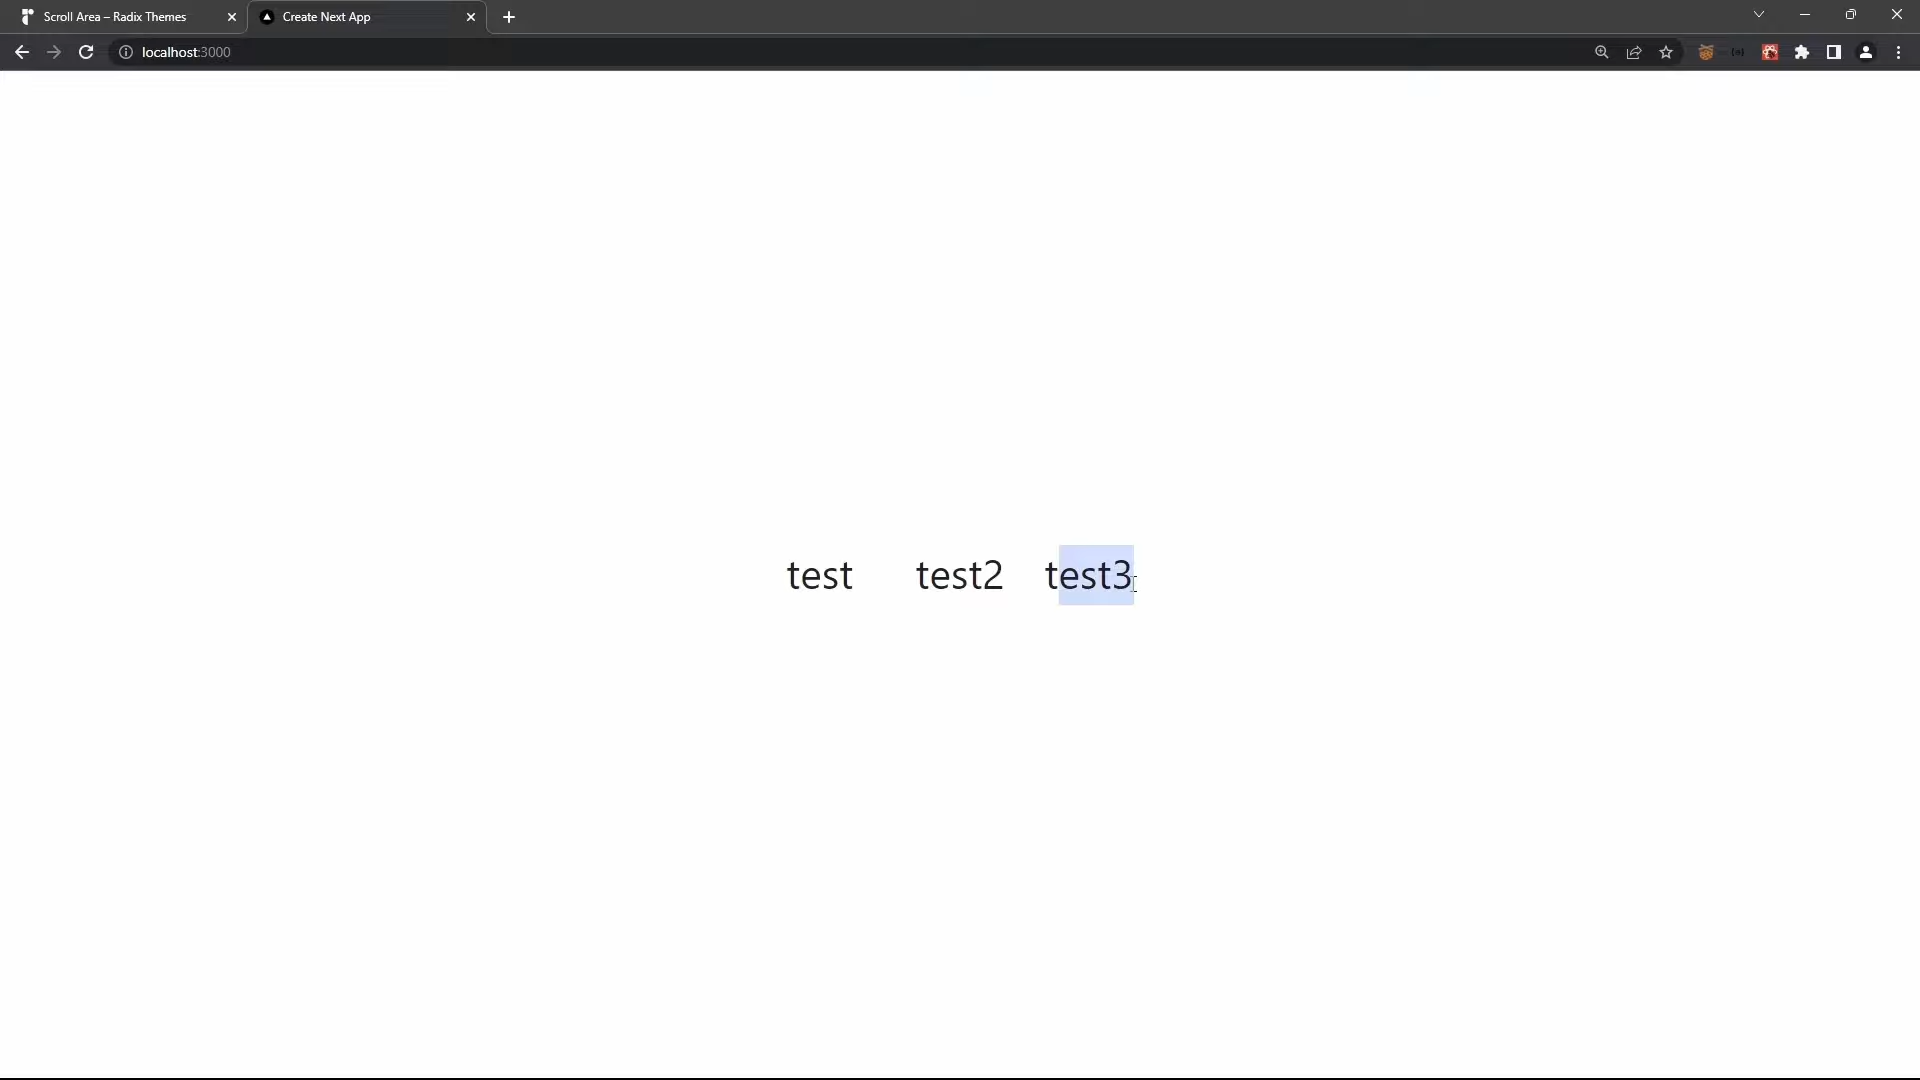 Scroll Area – Radix Themes
Create Next App
localhost:3000
test test2 test3